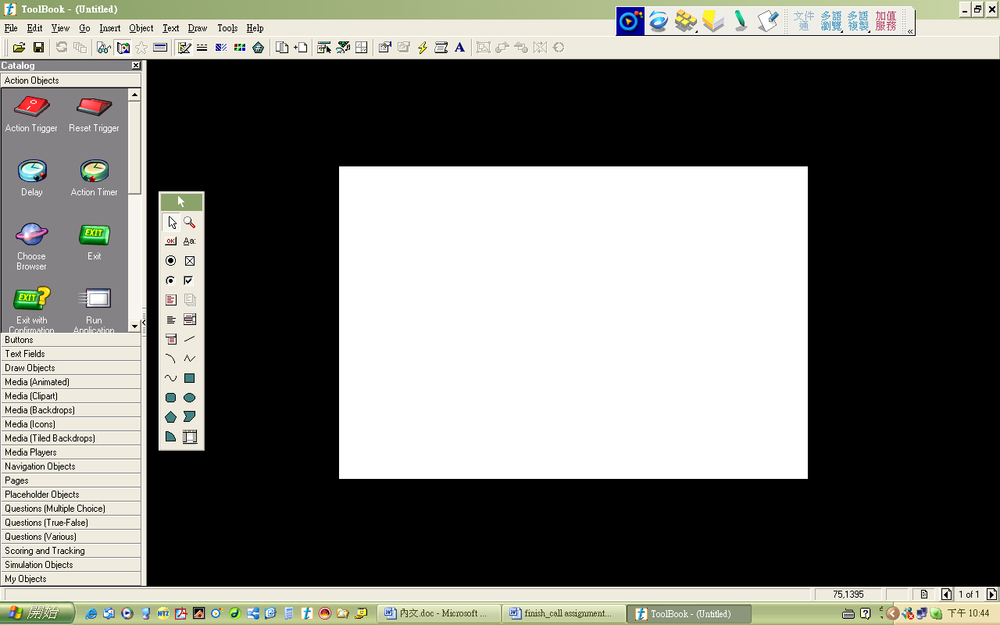 ToolBook - (Untitled)
File Edit View Go Insert Object Text Draw Tools Help
文件通 多語瀏覽 多語複製 加值服務
Catalog
Action Objects
Action Trigger Reset Trigger
Delay Action Timer
EXIT
Choose Browser Exit
EXIT
Exit with Confirmation Run Application
Buttons
Text Fields
Draw Objects
Media (Animated)
Media (Clipart)
Media (Backdrops)
Media (Icons)
Media (Tiled Backdrops)
Media Players
Navigation Objects
Pages
Placeholder Objects
Questions (Multiple Choice)
Questions (True-False)
Questions (Various)
Scoring and Tracking
Simulation Objects
My Objects
OK Aa:
75,1395 1 of 1
開始 內交.doc - Microsoft ... finish_call assignment... ToolBook - (Untitled) 下午 10:44